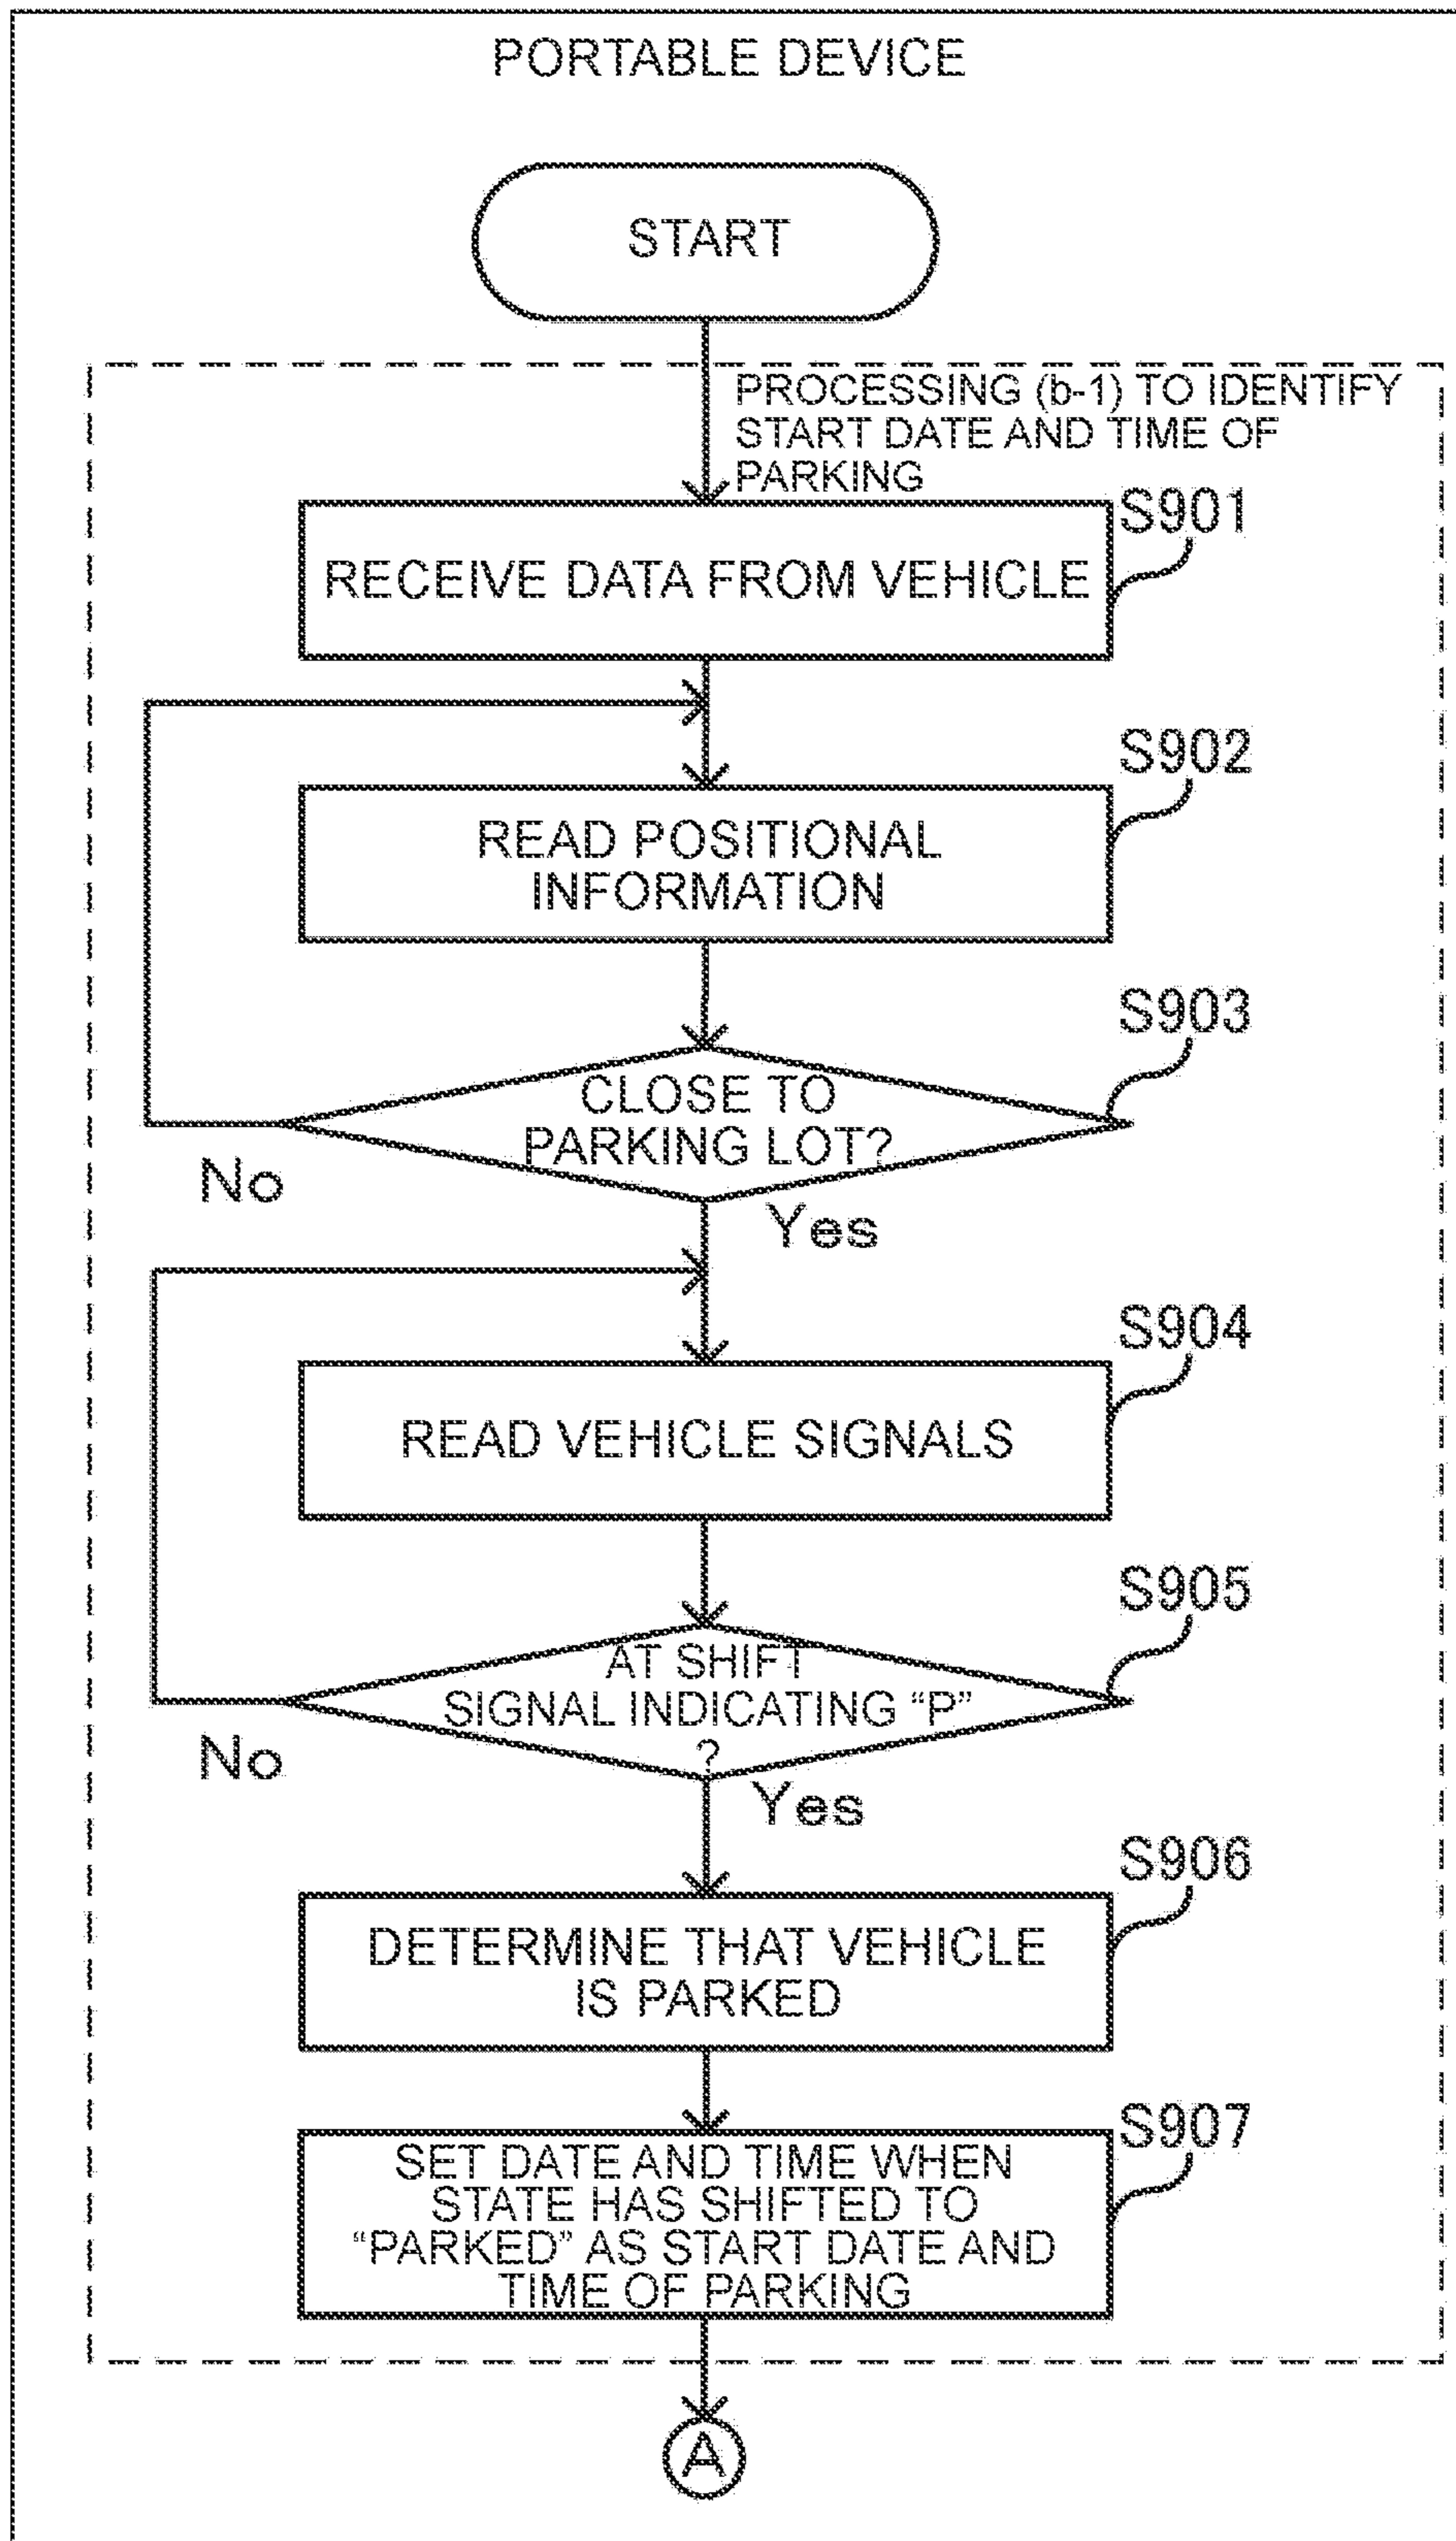 PORTABLE DEVICE
START
PROCESSING (b-1) TO IDENTIFY
START DATE AND TIME OF
PARKING
S901
RECEIVE DATA FROM VEHICLE
S902
READ POSITIONAL
INFORMATION
S903
CLOSE TO
PARKING LOT?
No
Yes
S904
READ VEHICLE SIGNALS
S905
AT SHIFT
SIGNAL INDICATING “P”
?
No
Yes
S906
DETERMINE THAT VEHICLE
IS PARKED
S907
SET DATE AND TIME WHEN
STATE HAS SHIFTED TO
“PARKED” AS START DATE AND
TIME OF PARKING
A